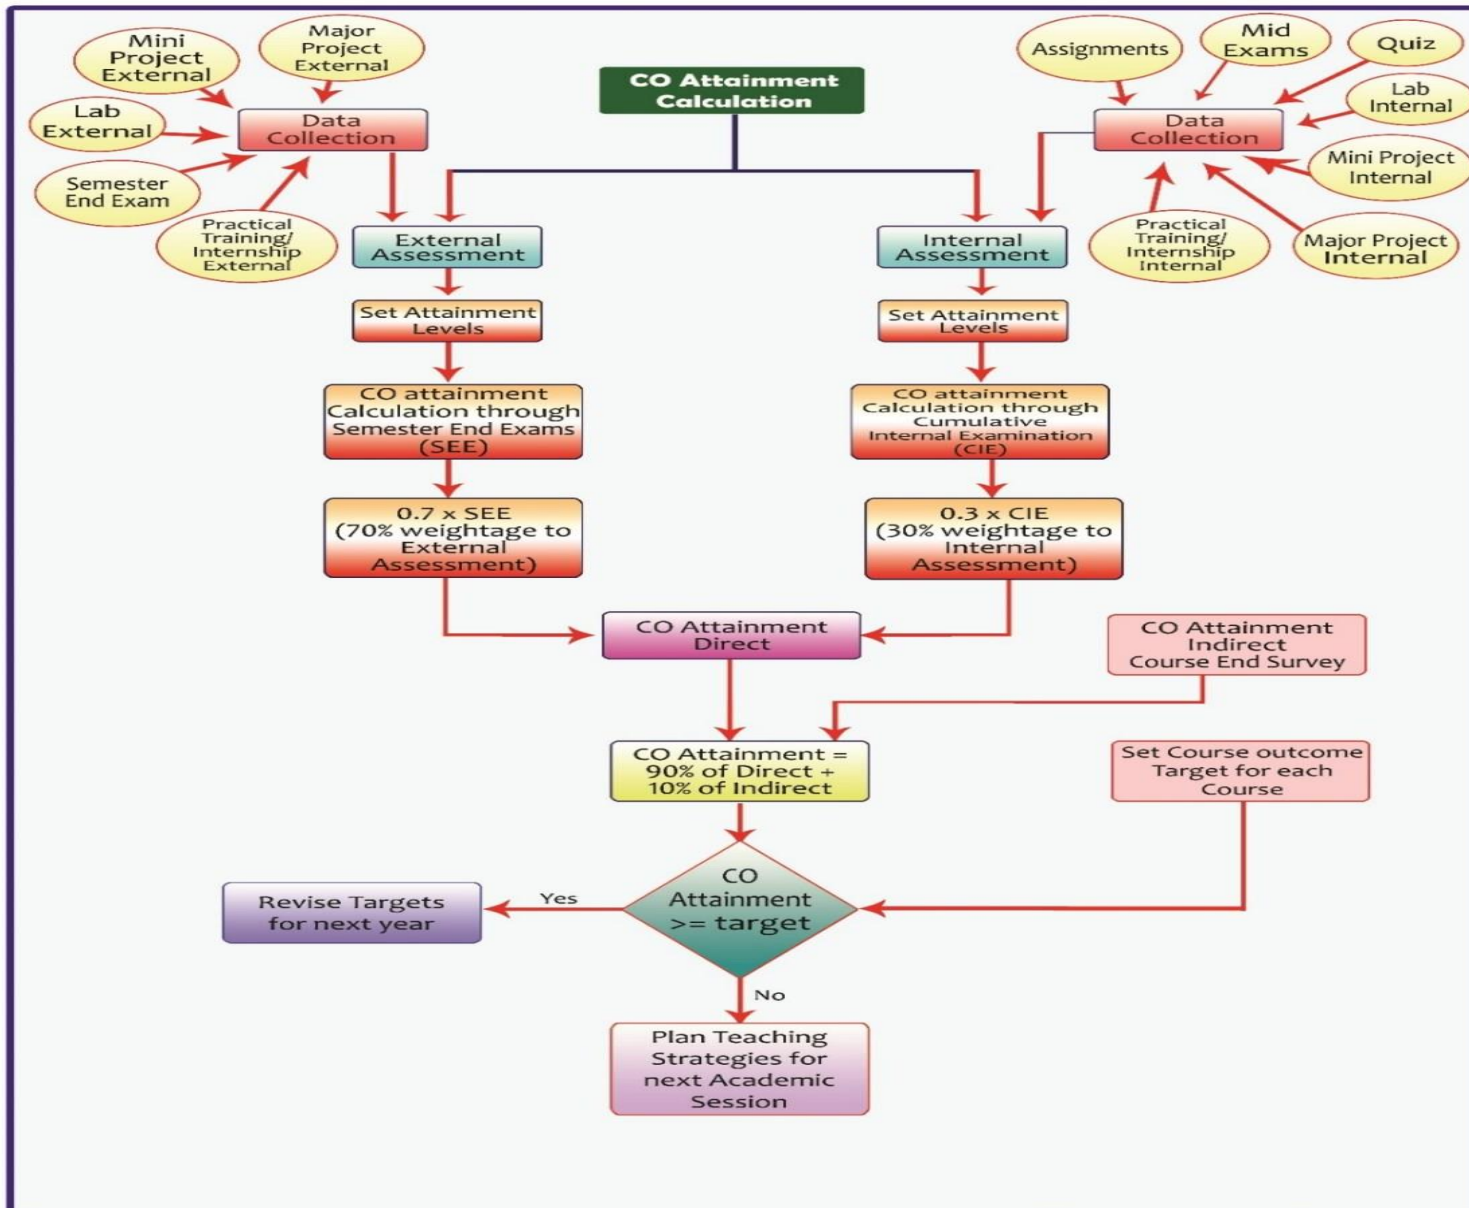 Mini
Project
External
Major
Project
External
Lab
External
Semester
End Exam
Practical
Training/
Internship
External
Data
Collection
CO Attainment
Calculation
Assignments
Mid
Exams
Quiz
Lab
Internal
Mini Project
Internal
Major Project
Internal
Practical
Training/
Internship
Internal
Data
Collection
External
Assessment
Internal
Assessment
Set Attainment
Levels
Set Attainment
Levels
CO attainment
Calculation through
Semester End Exams
(SEE)
CO attainment
Calculation through
Cumulative
Internal Examination
(CIE)
0.7 x SEE
(70% weightage to
External
Assessment)
0.3 x CIE
(30% weightage to
Internal
Assessment)
CO Attainment
Direct
CO Attainment
Indirect
Course End Survey
CO Attainment =
90% of Direct +
10% of Indirect
Set Course outcome
Target for each
Course
CO
Attainment
>= target
Yes
Revise Targets
for next year
No
Plan Teaching
Strategies for
next Academic
Session